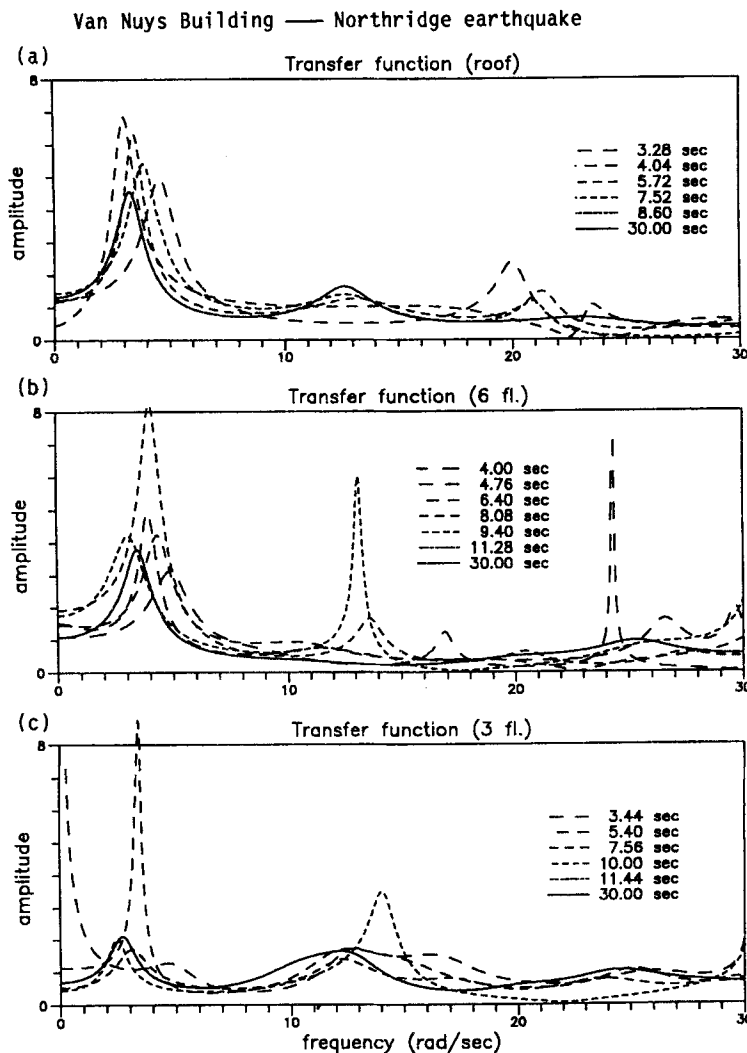 Van Nuys Building —— Northridge earthquake
(a)
Transfer function (roof)
8
amplitude
0
3.28 sec
4.04 sec
5.72 sec
7.52 sec
8.60 sec
30.00 sec
0 10 20 30
(b)
Transfer function (6 fl.)
8
amplitude
0
4.00 sec
4.76 sec
6.40 sec
8.08 sec
9.40 sec
11.28 sec
30.00 sec
0 10 20 30
(c)
Transfer function (3 fl.)
8
amplitude
0
3.44 sec
5.40 sec
7.56 sec
10.00 sec
11.44 sec
30.00 sec
0 10 20 30
frequency (rad/sec)